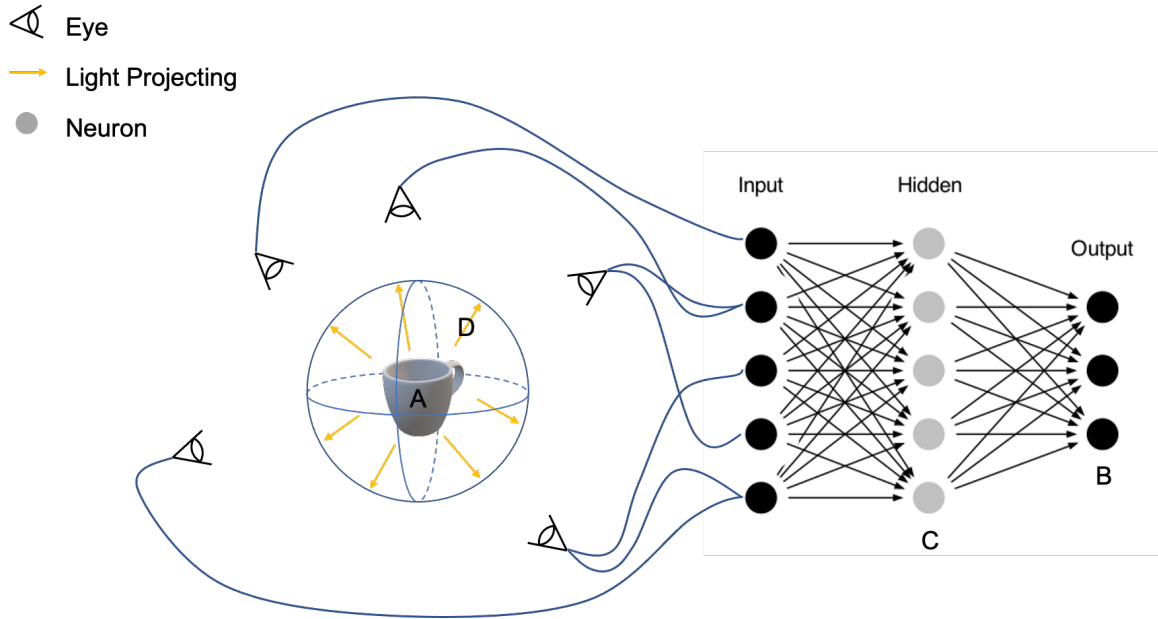 Eye
Light Projecting
Neuron
Input
Hidden
Output
D
A
B
C